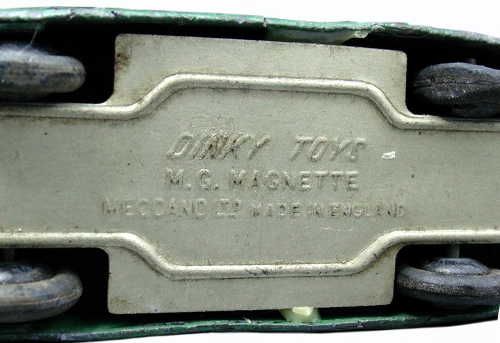 DINKY TOYS
M.G. MAGNETTE
MECCANO LTD MADE IN ENGLAND